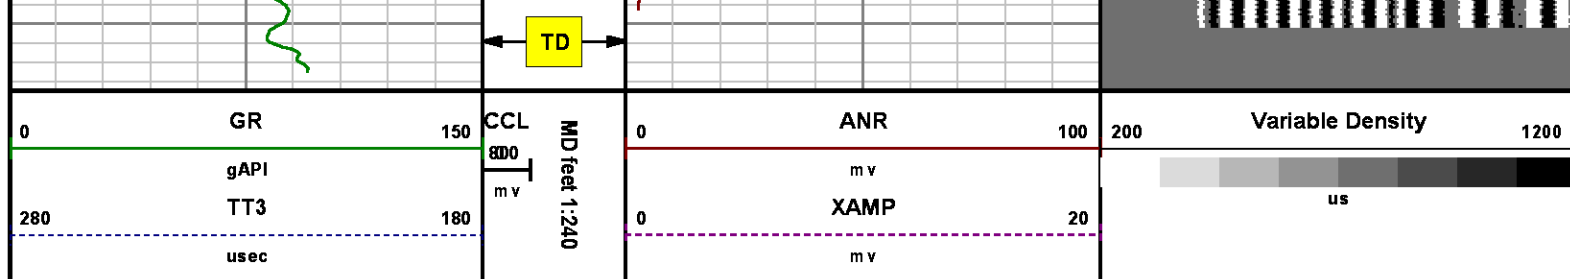 TD
0 GR 150
gAPI
280 TT3 180
usec
CCL
mv
MD feet 1:240
0 ANR 100
mv
0 XAMP 20
mv
200 Variable Density 1200
us